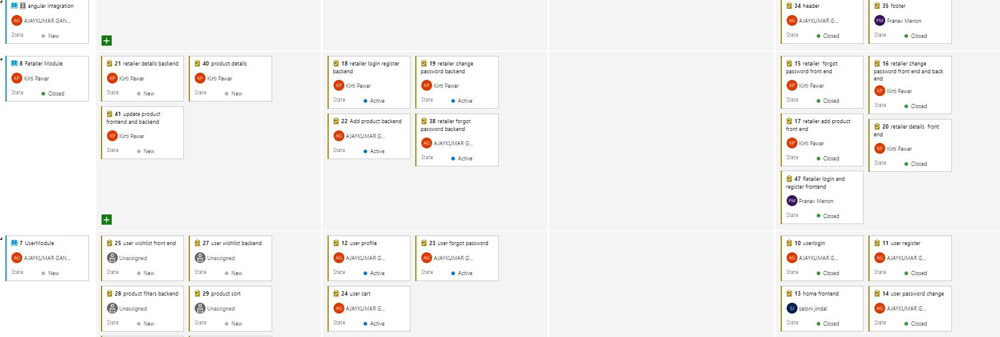 33 angular integration
AG AJAYKUMAR GAN...
State New
34 header
AG AJAYKUMAR G...
State Closed
35 footer
PM Pranav Menon
State Closed
8 Retailer Module
KP Kirti Pawar
State Closed
21 retailer details backend
KP Kirti Pawar
State New
40 product details
KP Kirti Pawar
State New
41 update product
frontend and backend
KP Kirti Pawar
State New
18 retailer login register
backend
KP Kirti Pawar
State Active
19 retailer change
password backend
KP Kirti Pawar
State Active
22 Add product backend
AG AJAYKUMAR G...
State Active
38 retailer forgot
password backend
AG AJAYKUMAR G...
State Active
15 retailer forgot
password front end
KP Kirti Pawar
State Closed
16 retailer change
password front end and back
end
KP Kirti Pawar
State Closed
17 retailer add product
front end
KP Kirti Pawar
State Closed
20 retailer details front
end
KP Kirti Pawar
State Closed
47 Retailer login and
register frontend
PM Pranav Menon
State Closed
7 UserModule
AG AJAYKUMAR GAN...
State New
25 user wishlist front end
Unassigned
State New
27 user wishlist backend
Unassigned
State New
28 product filters backend
Unassigned
State New
29 product sort
Unassigned
State New
12 user profile
AG AJAYKUMAR G...
State Active
23 user forgot password
AG AJAYKUMAR G...
State Active
24 user cart
AG AJAYKUMAR G...
State Active
10 userlogin
AG AJAYKUMAR G...
State Closed
11 user register
AG AJAYKUMAR G...
State Closed
13 home frontend
SJ saloni jindal
State Closed
14 user password change
AG AJAYKUMAR G...
State Closed